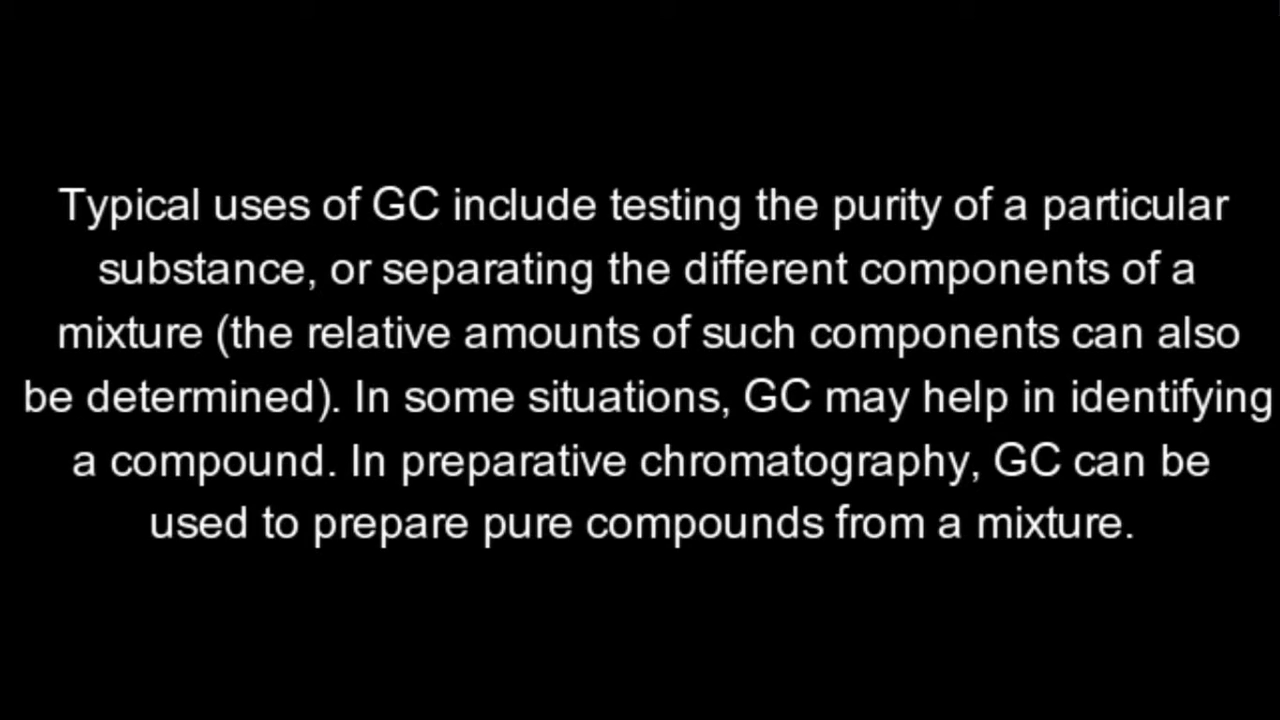 Typical uses of GC include testing the purity of a particular
substance, or separating the different components of a
mixture (the relative amounts of such components can also
be determined). In some situations, GC may help in identifying
a compound. In preparative chromatography, GC can be
used to prepare pure compounds from a mixture.